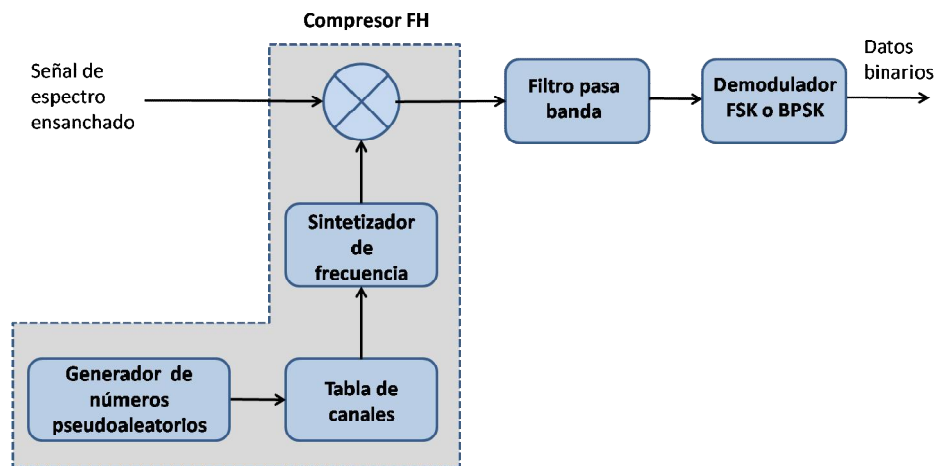 Compresor FH
Señal de
espectro
ensanchado
Filtro pasa
banda
Demodulador
FSK o BPSK
Datos
binarios
Sintetizador
de
frecuencia
Generador de
números
pseudoaleatorios
Tabla de
canales